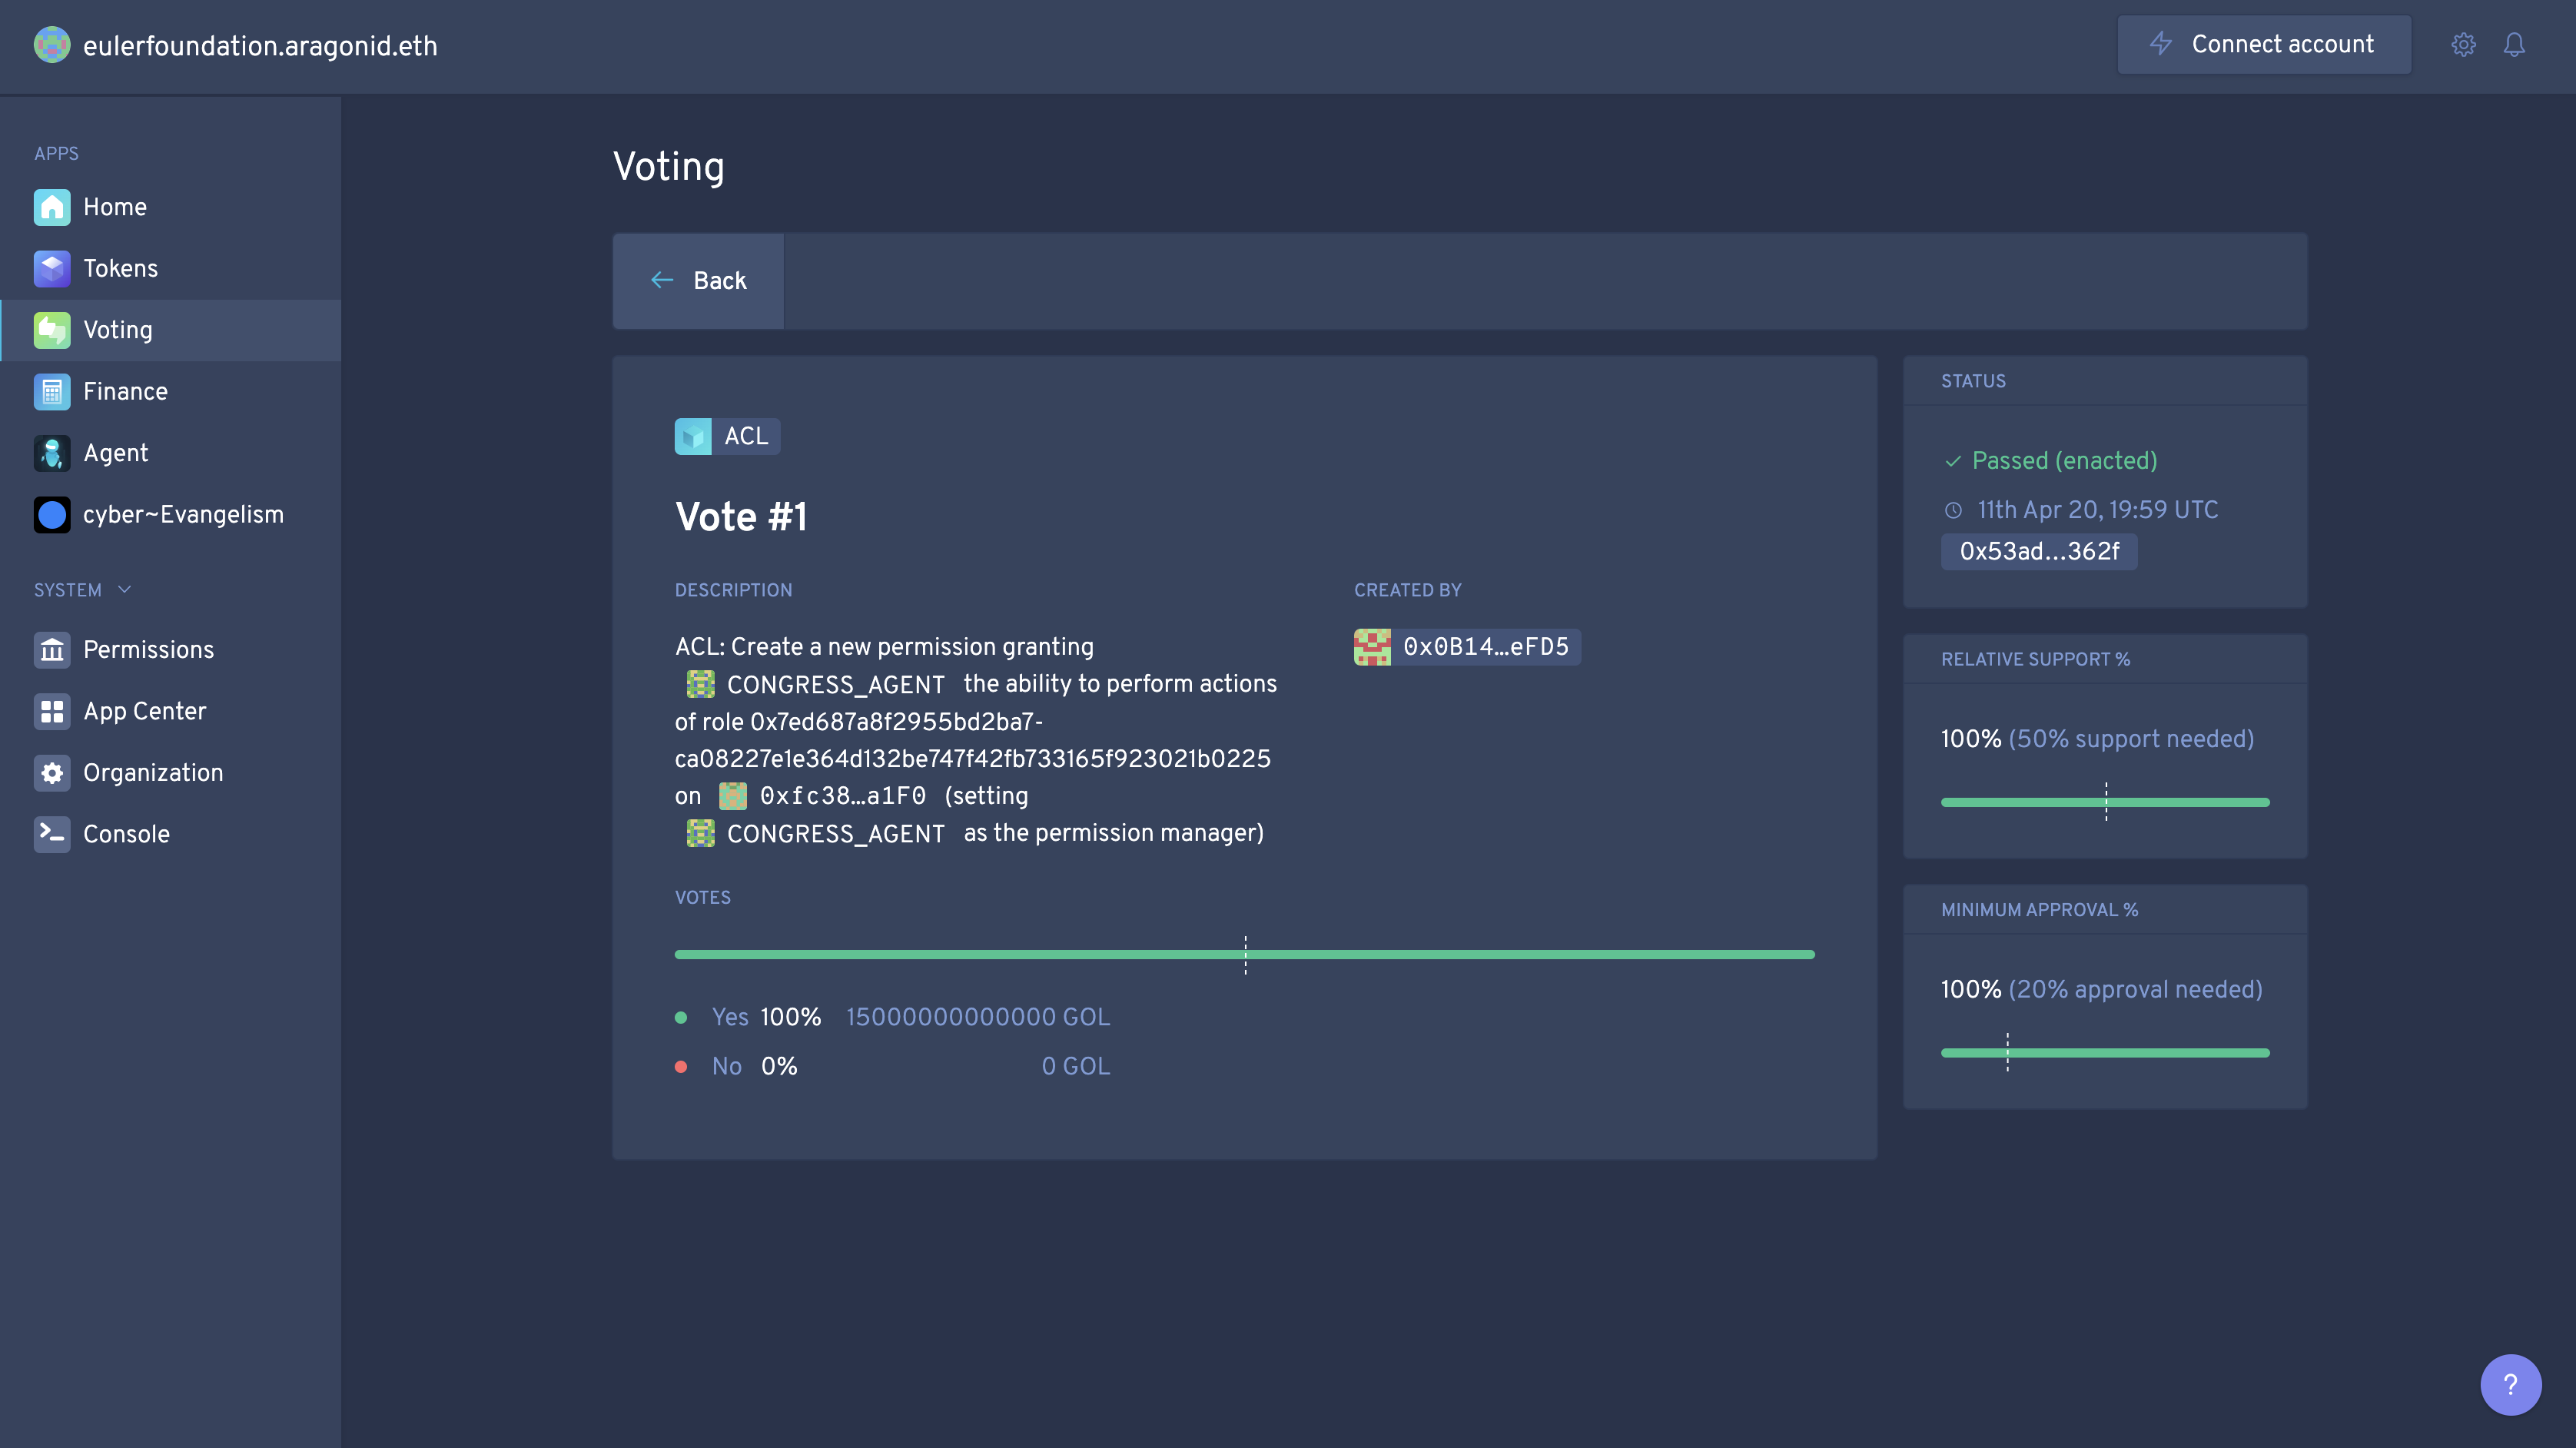 eulerfoundation.aragonid.eth
Connect account
APPS
Home
Tokens
Voting
Finance
Agent
cyber~Evangelism
SYSTEM
Permissions
App Center
Organization
Console
Voting
Back
ACL
Vote #1
DESCRIPTION
ACL: Create a new permission granting
CONGRESS_AGENT the ability to perform actions
of role 0x7ed687a8f2955bd2ba7-
ca08227e1e364d132be747f42fb733165f923021b0225
on 0xfc38…a1F0 (setting
CONGRESS_AGENT as the permission manager)
CREATED BY
0x0B14…eFD5
VOTES
Yes 100% 15000000000000 GOL
No 0% 0 GOL
STATUS
Passed (enacted)
11th Apr 20, 19:59 UTC
0x53ad…362f
RELATIVE SUPPORT %
100% (50% support needed)
MINIMUM APPROVAL %
100% (20% approval needed)
?